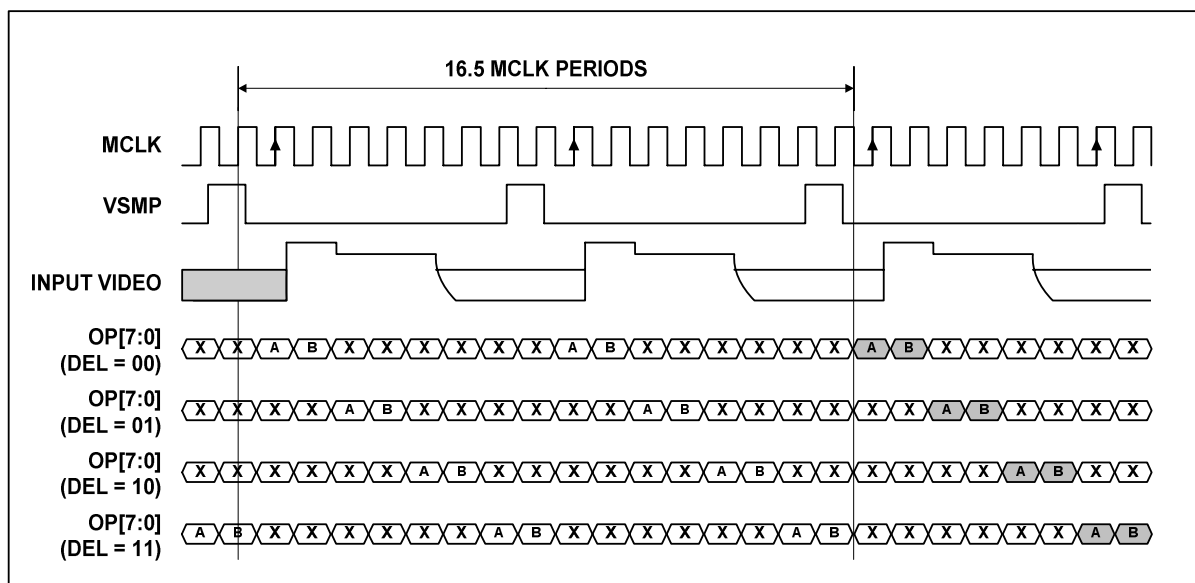 16.5 MCLK PERIODS
MCLK
VSMP
INPUT VIDEO
OP[7:0]
(DEL = 00)
X X A B X X X X X X A B X X X X X X A B X X X X X X
OP[7:0]
(DEL = 01)
X X X X A B X X X X X X A B X X X X X X A B X X X X
OP[7:0]
(DEL = 10)
X X X X X X A B X X X X X X A B X X X X X X A B X X
OP[7:0]
(DEL = 11)
A B X X X X X X A B X X X X X X A B X X X X X X A B